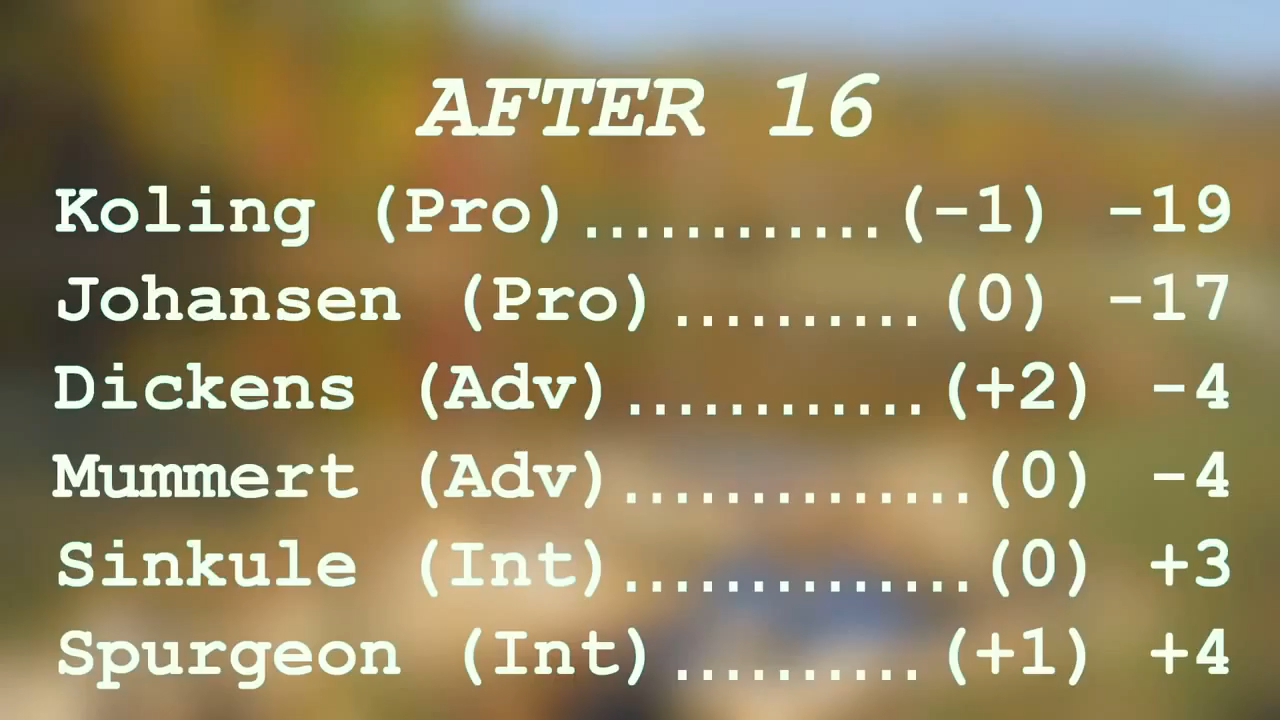 AFTER 16
Koling (Pro)............(-1) -19
Johansen (Pro)..........(0) -17
Dickens (Adv)............(+2) -4
Mummert (Adv)..............(0) -4
Sinkule (Int)..............(0) +3
Spurgeon (Int)..........(+1) +4